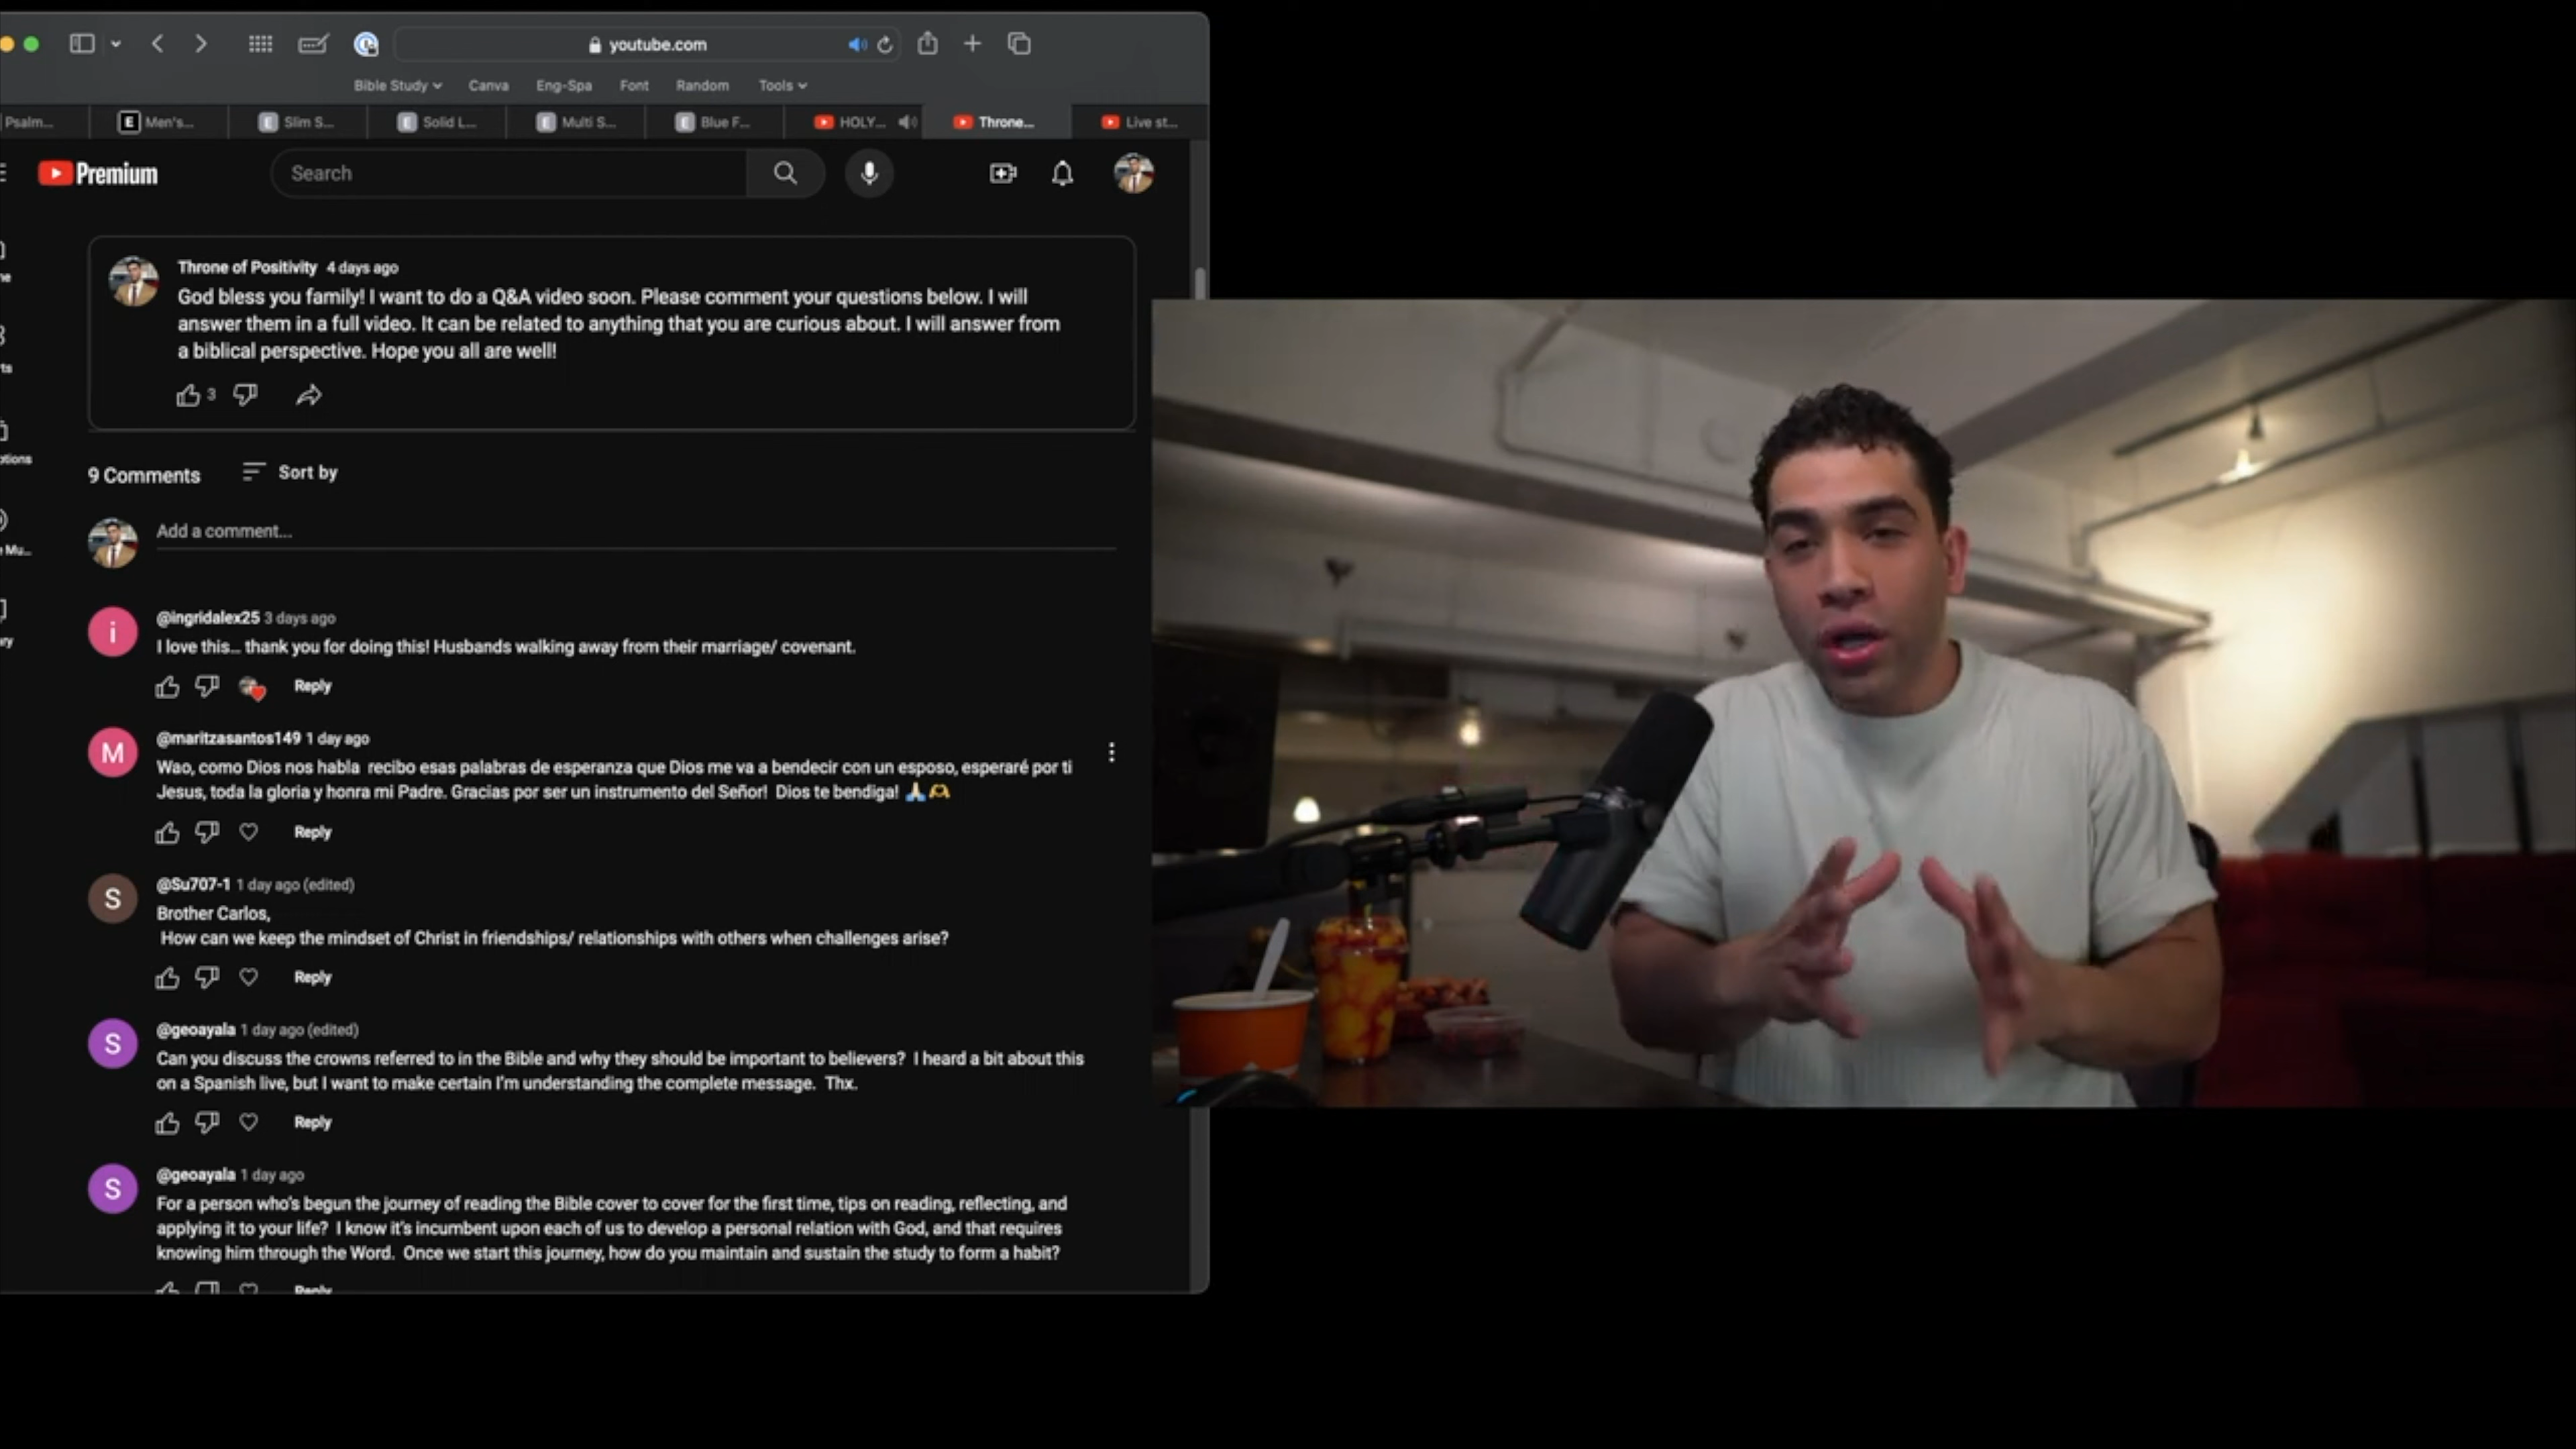 youtube.com
Bible Study Canva Eng-Spa Font Random Tools
Psalm... Men's... Slim S... Solid L... Multi S... Blue F... HOLY... Throne... Live st...
Premium
Search
Throne of Positivity 4 days ago
God bless you family! I want to do a Q&A video soon. Please comment your questions below. I will
answer them in a full video. It can be related to anything that you are curious about. I will answer from
a biblical perspective. Hope you all are well!
3
9 Comments Sort by
Add a comment...
i
@ingridalex25 3 days ago
I love this... thank you for doing this! Husbands walking away from their marriage/ covenant.
Reply
M
@maritzasantos149 1 day ago
Wao, como Dios nos habla recibo esas palabras de esperanza que Dios me va a bendecir con un esposo, esperaré por ti
Jesus, toda la gloria y honra mi Padre. Gracias por ser un instrumento del Señor! Dios te bendiga! 🙏🫶
Reply
S
@Su707-1 1 day ago (edited)
Brother Carlos,
How can we keep the mindset of Christ in friendships/ relationships with others when challenges arise?
Reply
S
@geoayala 1 day ago (edited)
Can you discuss the crowns referred to in the Bible and why they should be important to believers? I heard a bit about this
on a Spanish live, but I want to make certain I'm understanding the complete message. Thx.
Reply
S
@geoayala 1 day ago
For a person who's begun the journey of reading the Bible cover to cover for the first time, tips on reading, reflecting, and
applying it to your life? I know it's incumbent upon each of us to develop a personal relation with God, and that requires
knowing him through the Word. Once we start this journey, how do you maintain and sustain the study to form a habit?
Reply